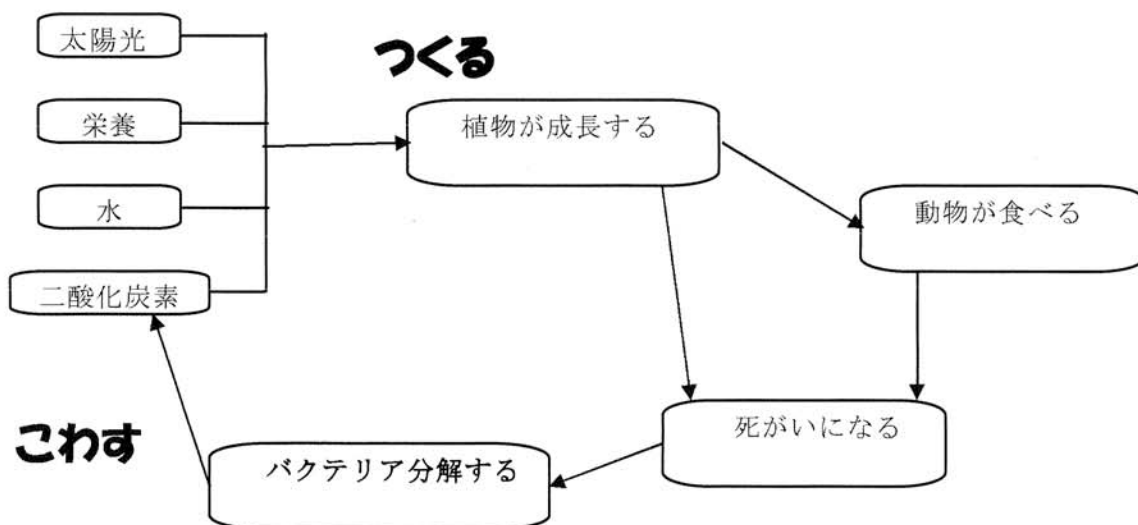 太陽光
つくる
栄養
植物が成長する
水
動物が食べる
二酸化炭素
死がいになる
こわす
バクテリア分解する